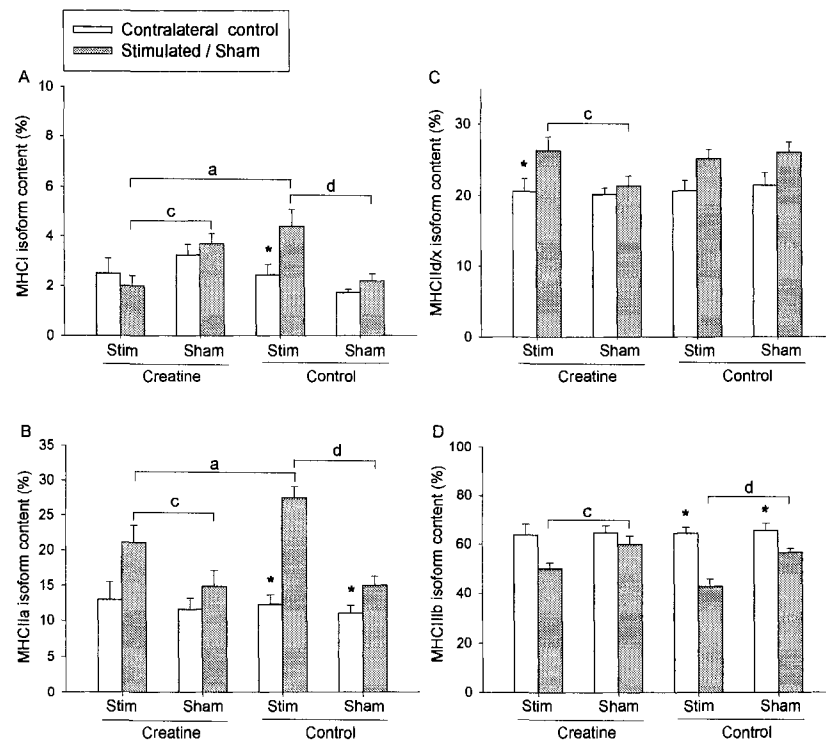 Contralateral control
Stimulated / Sham
A
MHCI isoform content (%)
10
8
6
4
2
0
a
c
d
*
Stim
Sham
Stim
Sham
Creatine
Control
C
MHCIId/x isoform content (%)
30
20
10
0
c
*
Stim
Sham
Stim
Sham
Creatine
Control
B
MHCIIa isoform content (%)
35
30
25
20
15
10
5
0
a
d
c
*
*
Stim
Sham
Stim
Sham
Creatine
Control
D
MHCIIb isoform content (%)
100
80
60
40
20
0
c
d
*
*
Stim
Sham
Stim
Sham
Creatine
Control